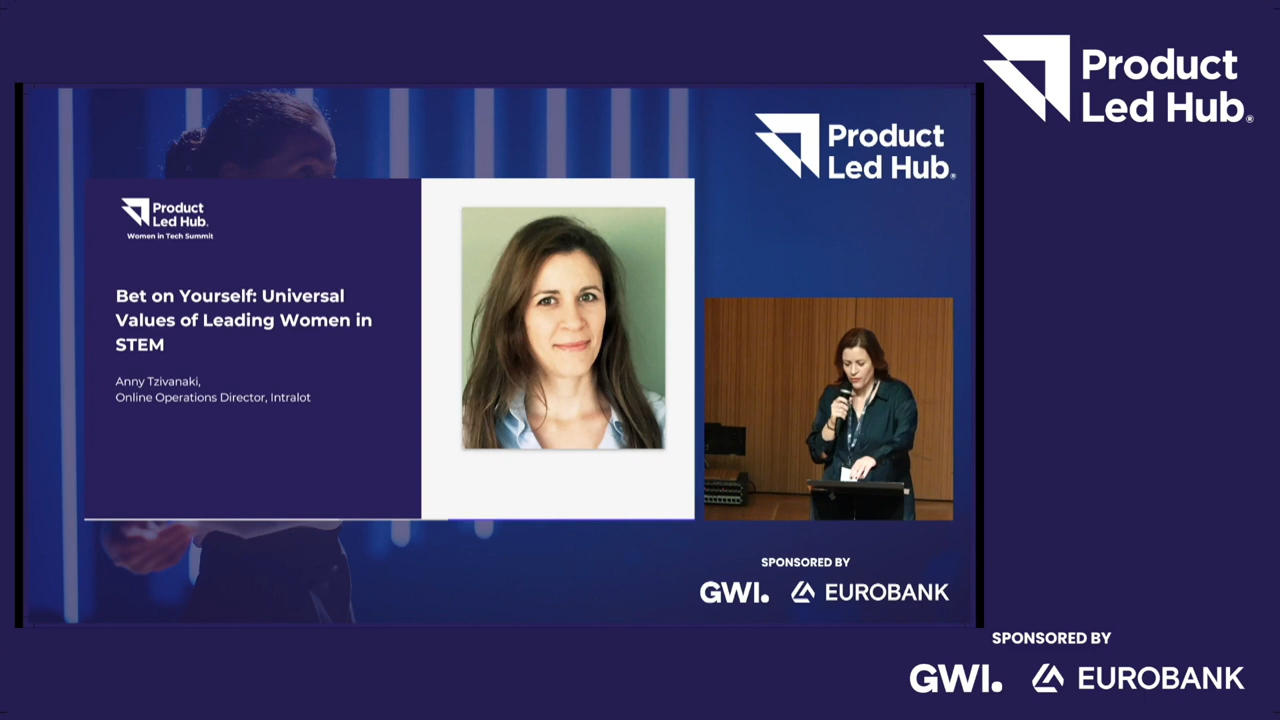 Product
Led Hub®
Product
Led Hub®
Product
Led Hub®
Women in Tech Summit
Bet on Yourself: Universal
Values of Leading Women in
STEM
Anny Tzivanaki,
Online Operations Director, Intralot
SPONSORED BY
GWI. EUROBANK
SPONSORED BY
GWI. EUROBANK